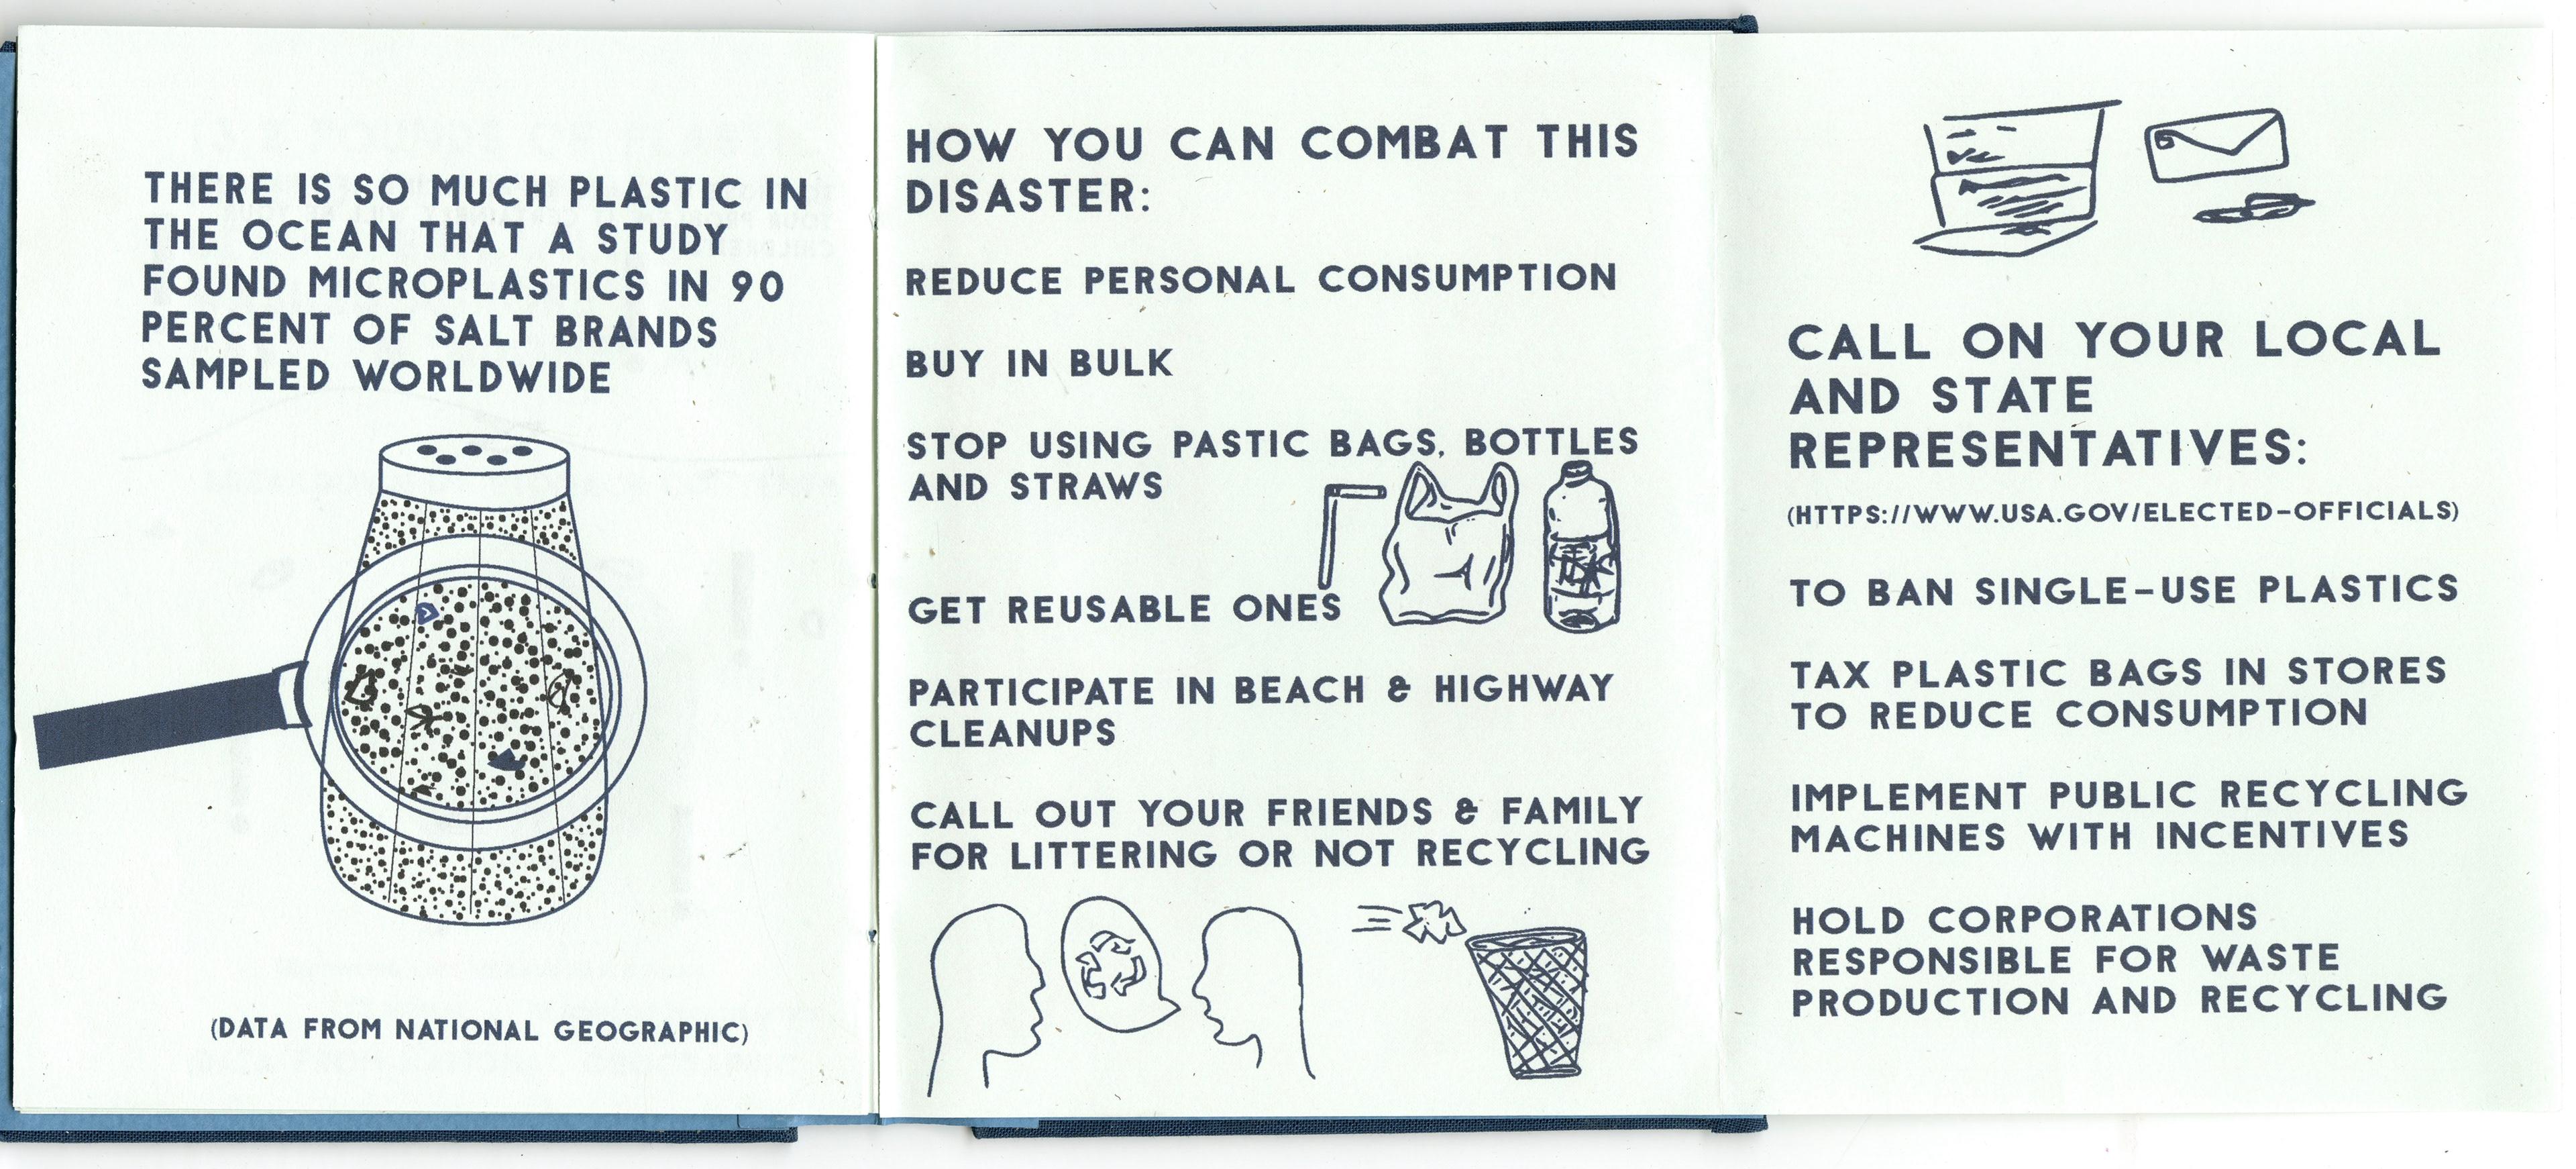 THERE IS SO MUCH PLASTIC IN
THE OCEAN THAT A STUDY
FOUND MICROPLASTICS IN 90
PERCENT OF SALT BRANDS
SAMPLED WORLDWIDE
(DATA FROM NATIONAL GEOGRAPHIC)
HOW YOU CAN COMBAT THIS
DISASTER:
REDUCE PERSONAL CONSUMPTION
BUY IN BULK
STOP USING PASTIC BAGS, BOTTLES
AND STRAWS
GET REUSABLE ONES
PARTICIPATE IN BEACH & HIGHWAY
CLEANUPS
CALL OUT YOUR FRIENDS & FAMILY
FOR LITTERING OR NOT RECYCLING
CALL ON YOUR LOCAL
AND STATE
REPRESENTATIVES:
(HTTPS://WWW.USA.GOV/ELECTED-OFFICIALS)
TO BAN SINGLE-USE PLASTICS
TAX PLASTIC BAGS IN STORES
TO REDUCE CONSUMPTION
IMPLEMENT PUBLIC RECYCLING
MACHINES WITH INCENTIVES
HOLD CORPORATIONS
RESPONSIBLE FOR WASTE
PRODUCTION AND RECYCLING